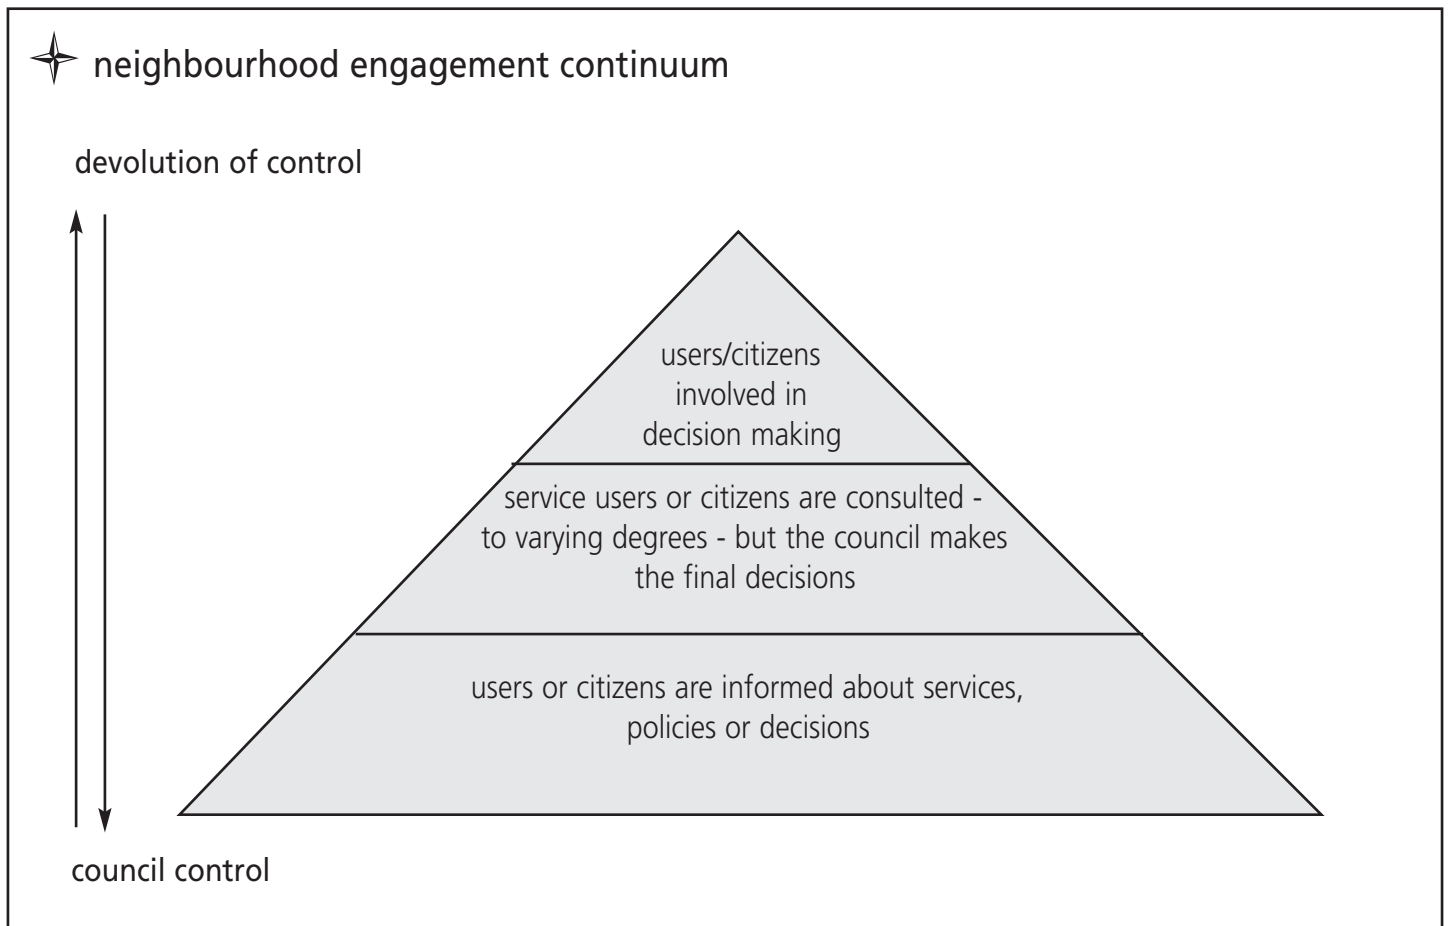 neighbourhood engagement continuum
devolution of control
users/citizens
involved in
decision making
service users or citizens are consulted -
to varying degrees - but the council makes
the final decisions
users or citizens are informed about services,
policies or decisions
council control